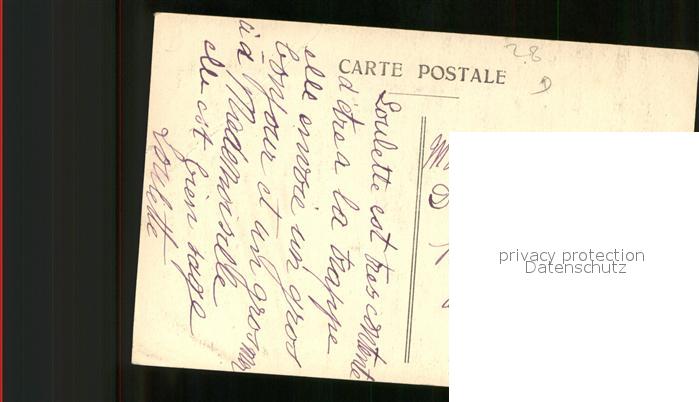 28
CARTE POSTALE
D
Loulette est très contente
d'être a la trappe
elle envoie un gros
bonjour et un gros
à Mademoiselle
elle est bien sage
Loulette
M
D
privacy protection
Datenschutz